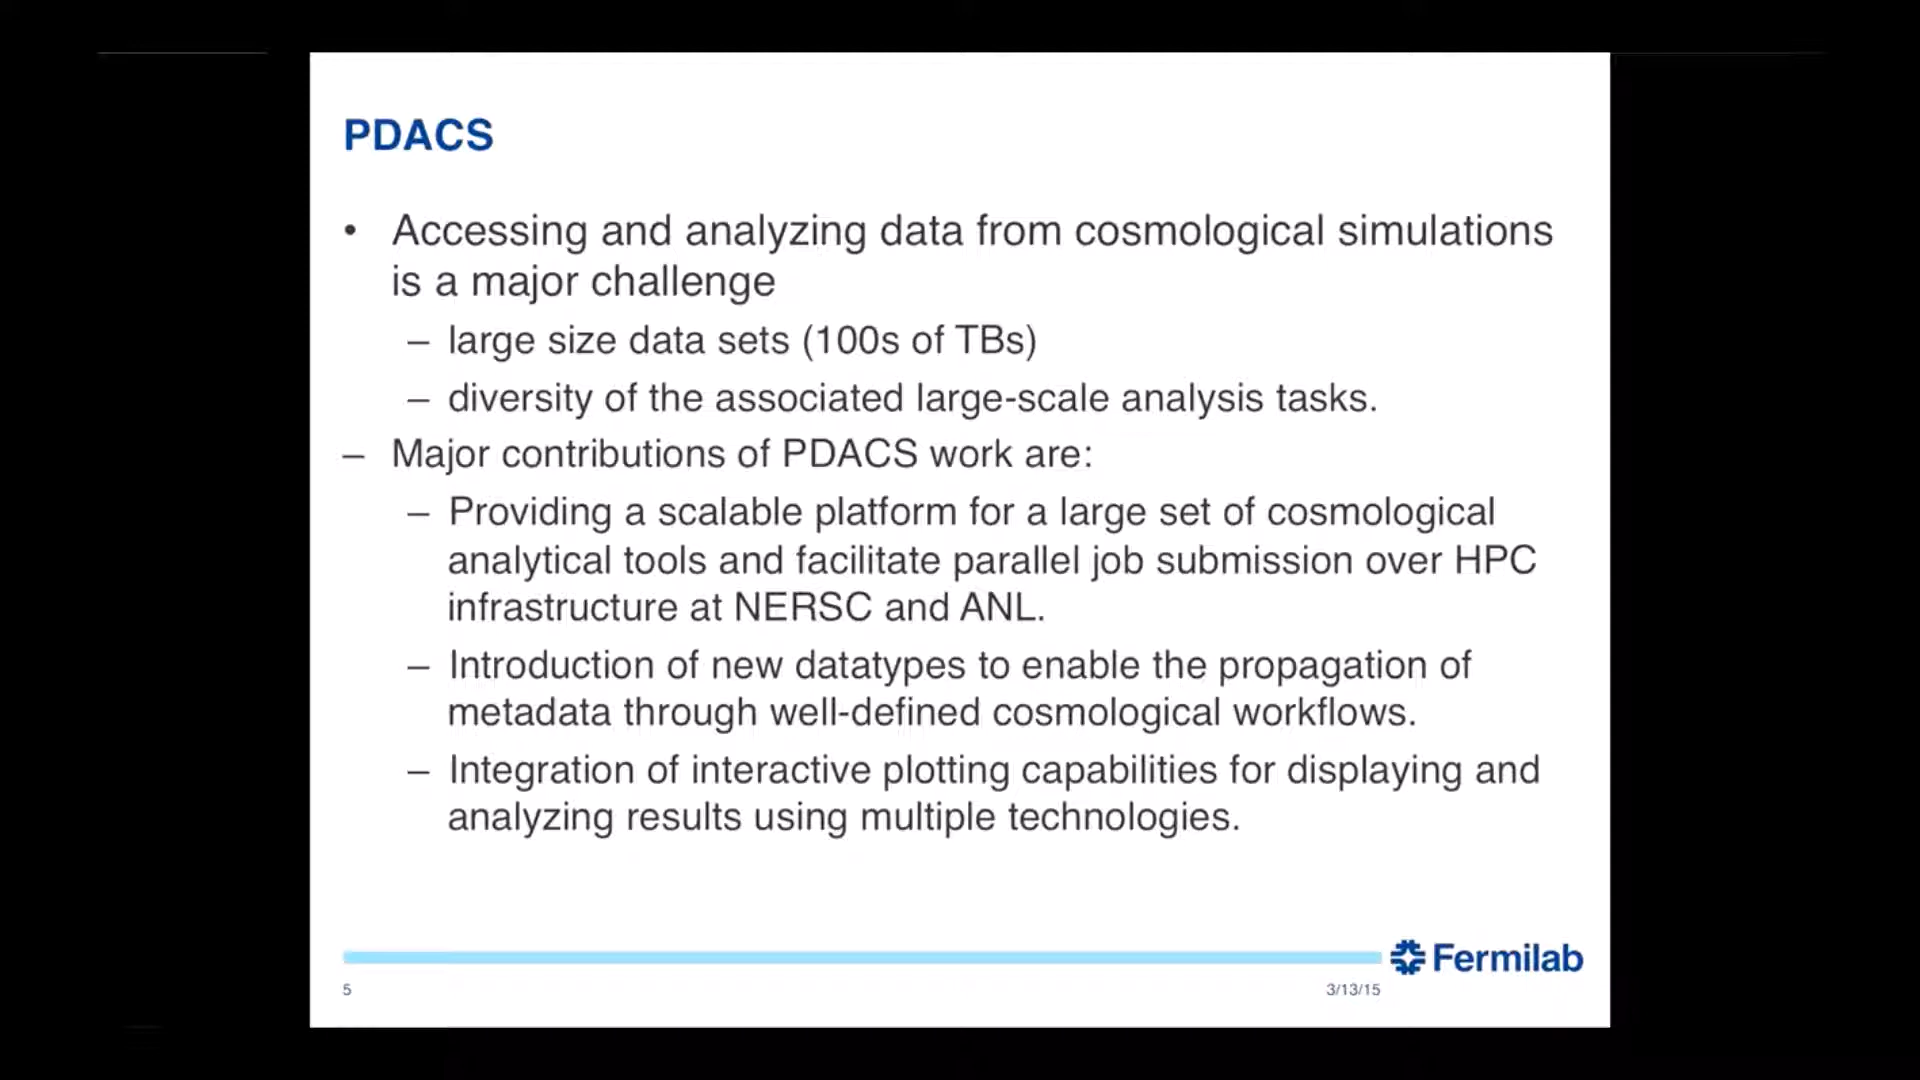 PDACS
• Accessing and analyzing data from cosmological simulations
is a major challenge
– large size data sets (100s of TBs)
– diversity of the associated large-scale analysis tasks.
– Major contributions of PDACS work are:
– Providing a scalable platform for a large set of cosmological
analytical tools and facilitate parallel job submission over HPC
infrastructure at NERSC and ANL.
– Introduction of new datatypes to enable the propagation of
metadata through well-defined cosmological workflows.
– Integration of interactive plotting capabilities for displaying and
analyzing results using multiple technologies.
Fermilab
5
3/13/15